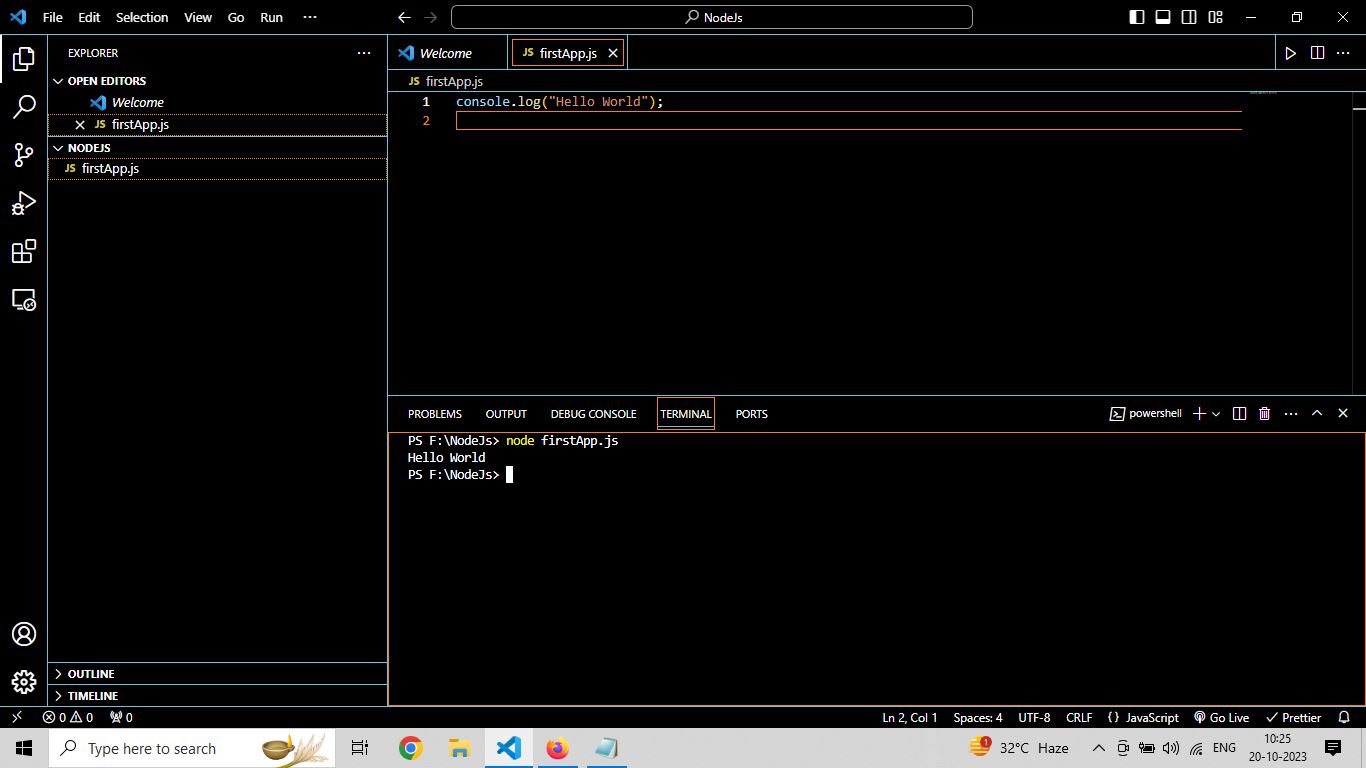 File Edit Selection View Go Run ···
NodeJs
EXPLORER ···
OPEN EDITORS
Welcome
JS firstApp.js
NODEJS
JS firstApp.js
OUTLINE
TIMELINE
Welcome JS firstApp.js
JS firstApp.js
1 console.log("Hello World");
2
PROBLEMS OUTPUT DEBUG CONSOLE TERMINAL PORTS powershell
PS F:\NodeJs> node firstApp.js
Hello World
PS F:\NodeJs>
0 0 0 Ln 2, Col 1 Spaces: 4 UTF-8 CRLF {} JavaScript Go Live Prettier
Type here to search 1 32°C Haze ENG 10:25
20-10-2023